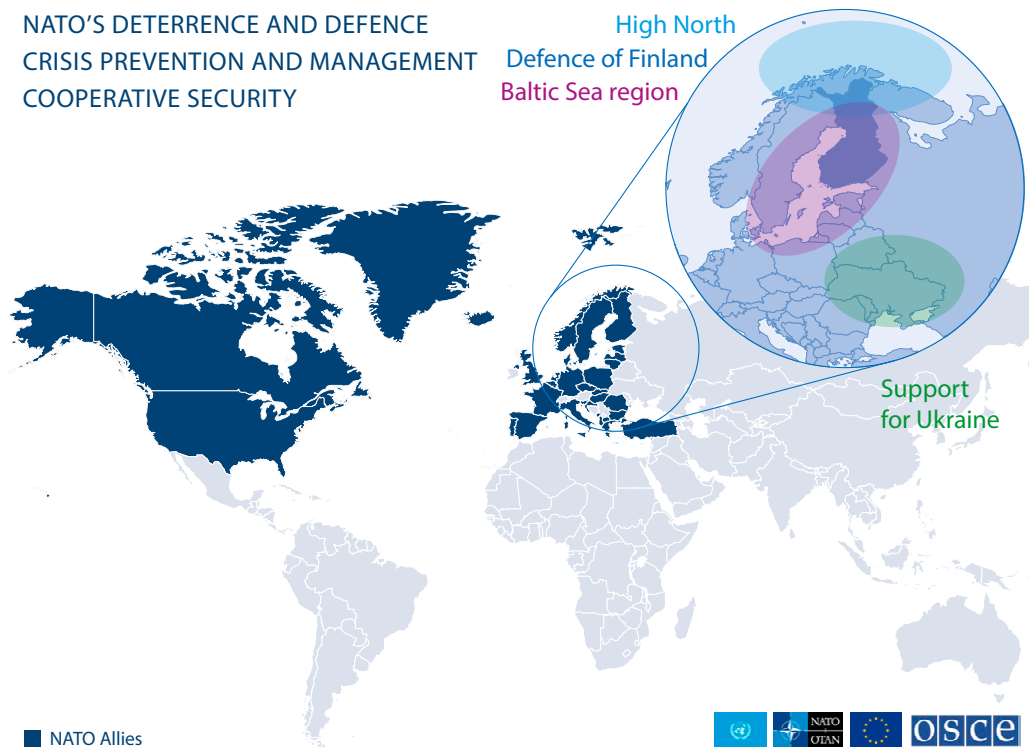 NATO'S DETERRENCE AND DEFENCE
CRISIS PREVENTION AND MANAGEMENT
COOPERATIVE SECURITY
High North
Defence of Finland
Baltic Sea region
Support
for Ukraine
NATO Allies
NATO
OTAN
OSCE